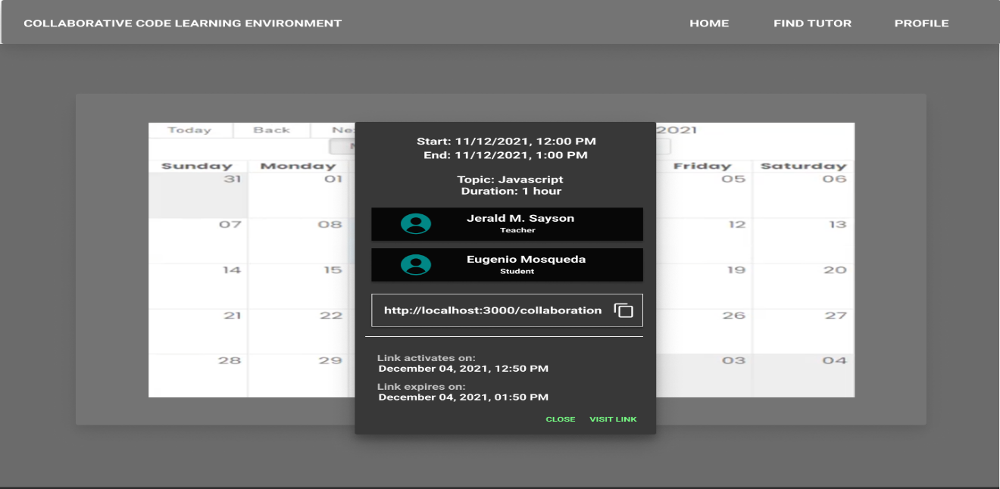 COLLABORATIVE CODE LEARNING ENVIRONMENT HOME FIND TUTOR PROFILE
Today Back 2021
Sunday Monday Friday Saturday
31 01 05 06
07 08 12 13
14 15 19 20
21 22 26 27
28 29 03 04
Start: 11/12/2021, 12:00 PM
End: 11/12/2021, 1:00 PM
Topic: Javascript
Duration: 1 hour
Jerald M. Sayson
Teacher
Eugenio Mosqueda
Student
http://localhost:3000/collaboration
Link activates on:
December 04, 2021, 12:50 PM
Link expires on:
December 04, 2021, 01:50 PM
CLOSE VISIT LINK